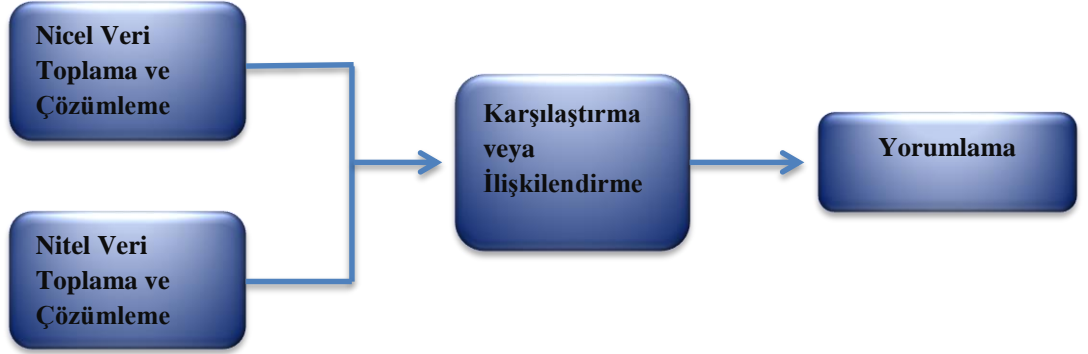 Nicel Veri
Toplama ve
Çözümleme
Nitel Veri
Toplama ve
Çözümleme
Karşılaştırma
veya
İlişkilendirme
Yorumlama